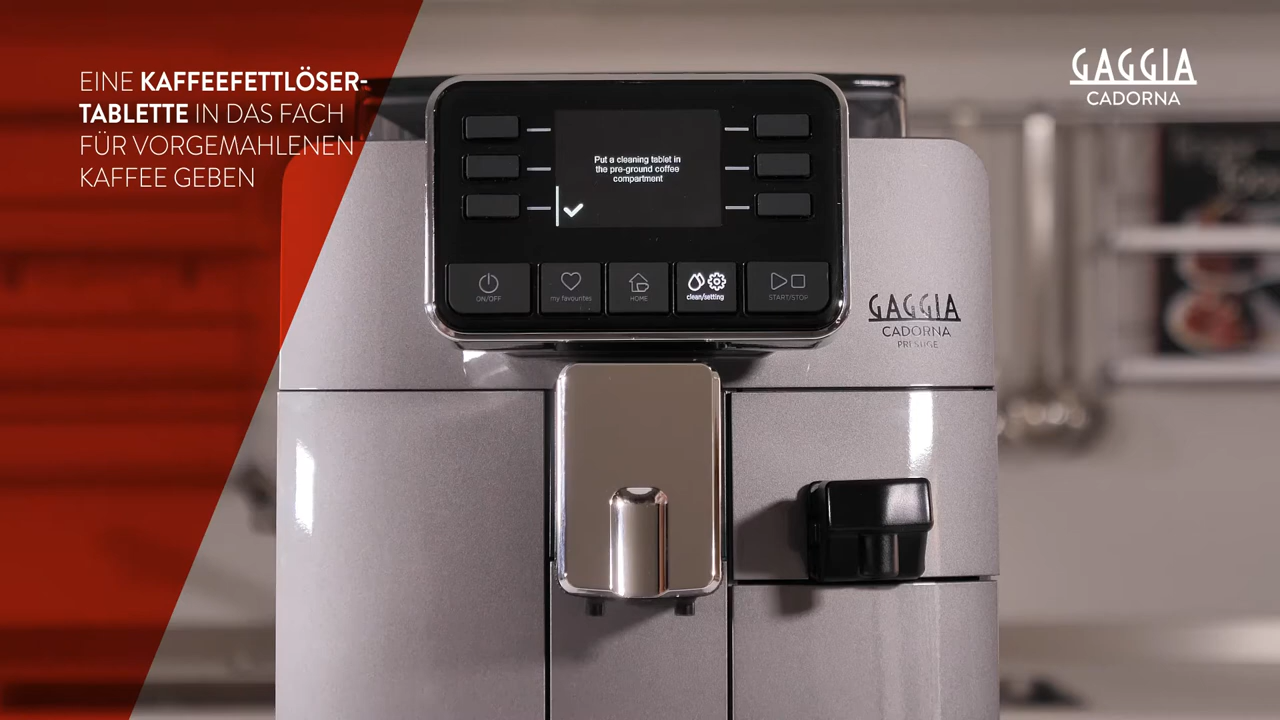 EINE KAFFEEFETTLÖSER-
TABLETTE IN DAS FACH
FÜR VORGEMAHLENEN
KAFFEE GEBEN
GAGGIA
CADORNA
Put a cleaning tablet in
the pre-ground coffee
compartment
ON/OFF
my favourites
HOME
clean/setting
START/STOP
GAGGIA
CADORNA
PRESTIGE